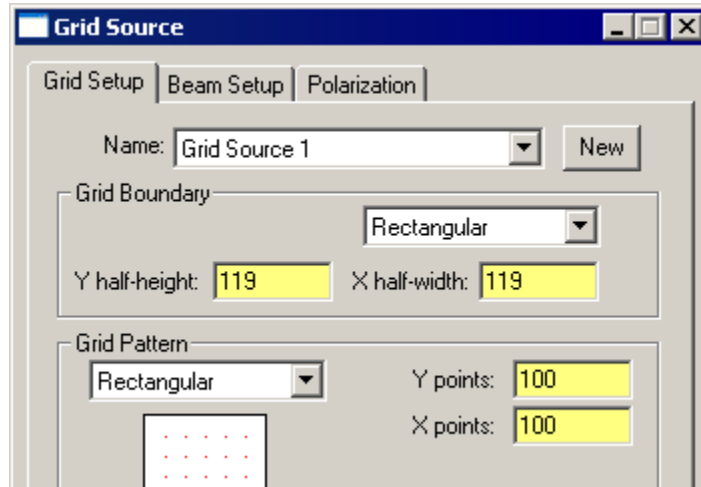 Grid Source
Grid Setup Beam Setup Polarization
Name: Grid Source 1 New
Grid Boundary
Rectangular
Y half-height: 119 X half-width: 119
Grid Pattern
Rectangular Y points: 100
X points: 100